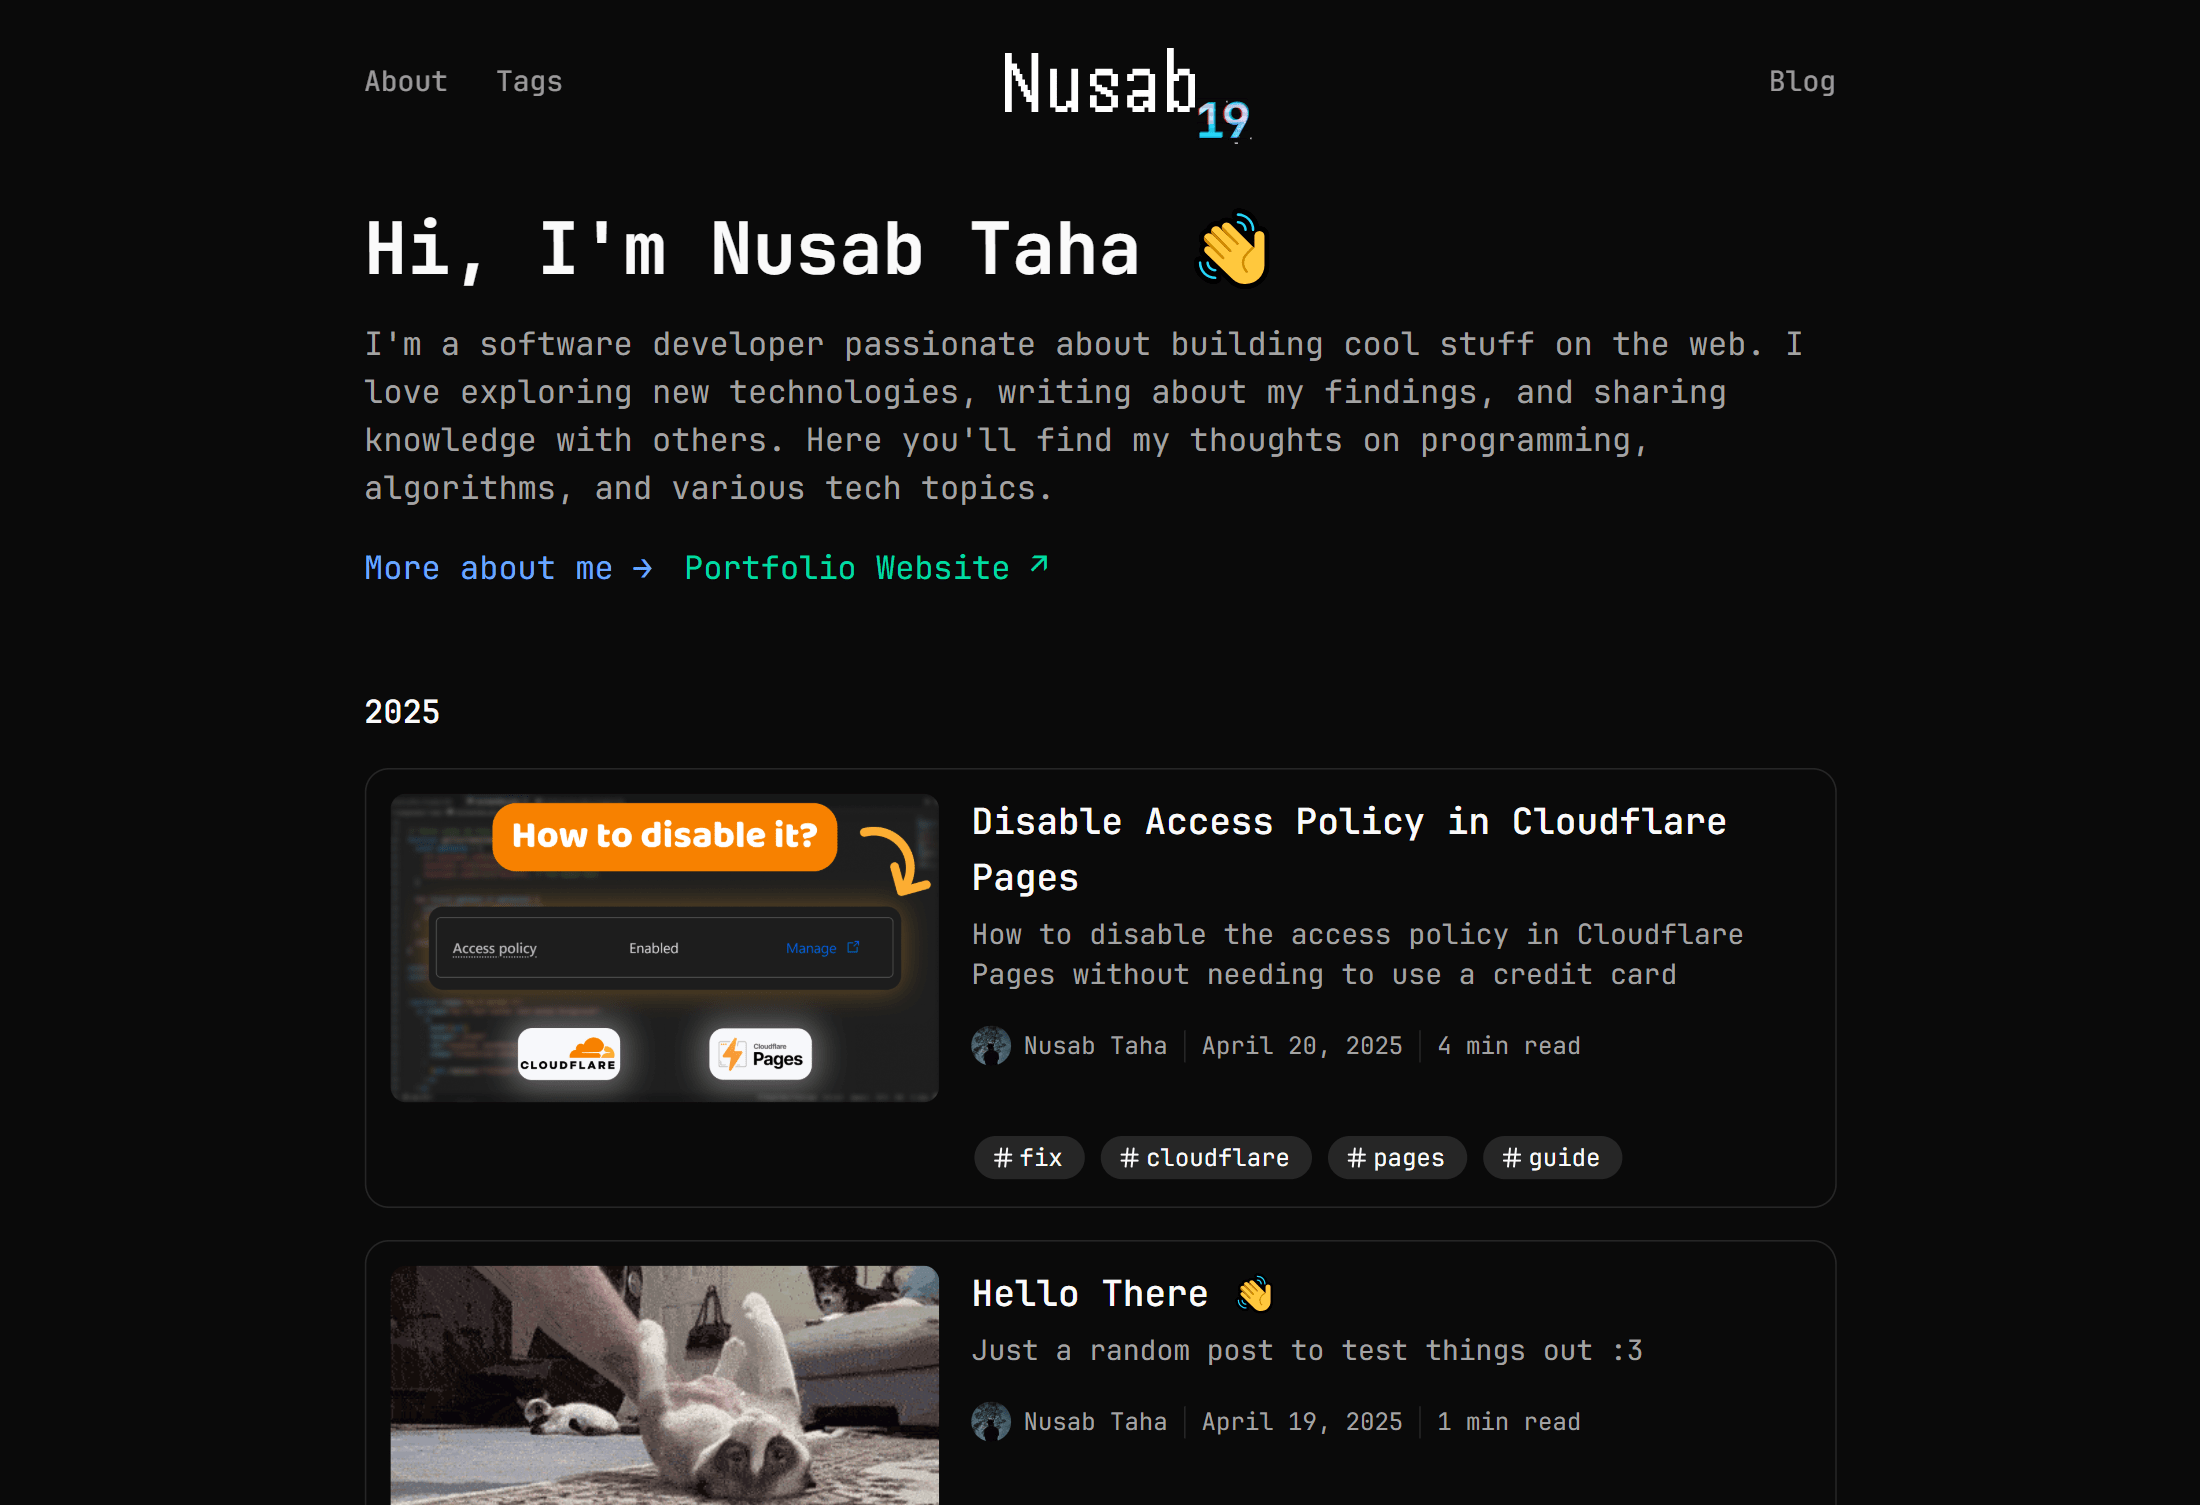 About Tags Nusab19 Blog
Hi, I'm Nusab Taha 👋
I'm a software developer passionate about building cool stuff on the web. I
love exploring new technologies, writing about my findings, and sharing
knowledge with others. Here you'll find my thoughts on programming,
algorithms, and various tech topics.
More about me → Portfolio Website ↗
2025
How to disable it?
Access policy Enabled Manage
CLOUDFLARE
Cloudflare
Pages
Disable Access Policy in Cloudflare
Pages
How to disable the access policy in Cloudflare
Pages without needing to use a credit card
Nusab Taha April 20, 2025 4 min read
#fix #cloudflare #pages #guide
Hello There 👋
Just a random post to test things out :3
Nusab Taha April 19, 2025 1 min read